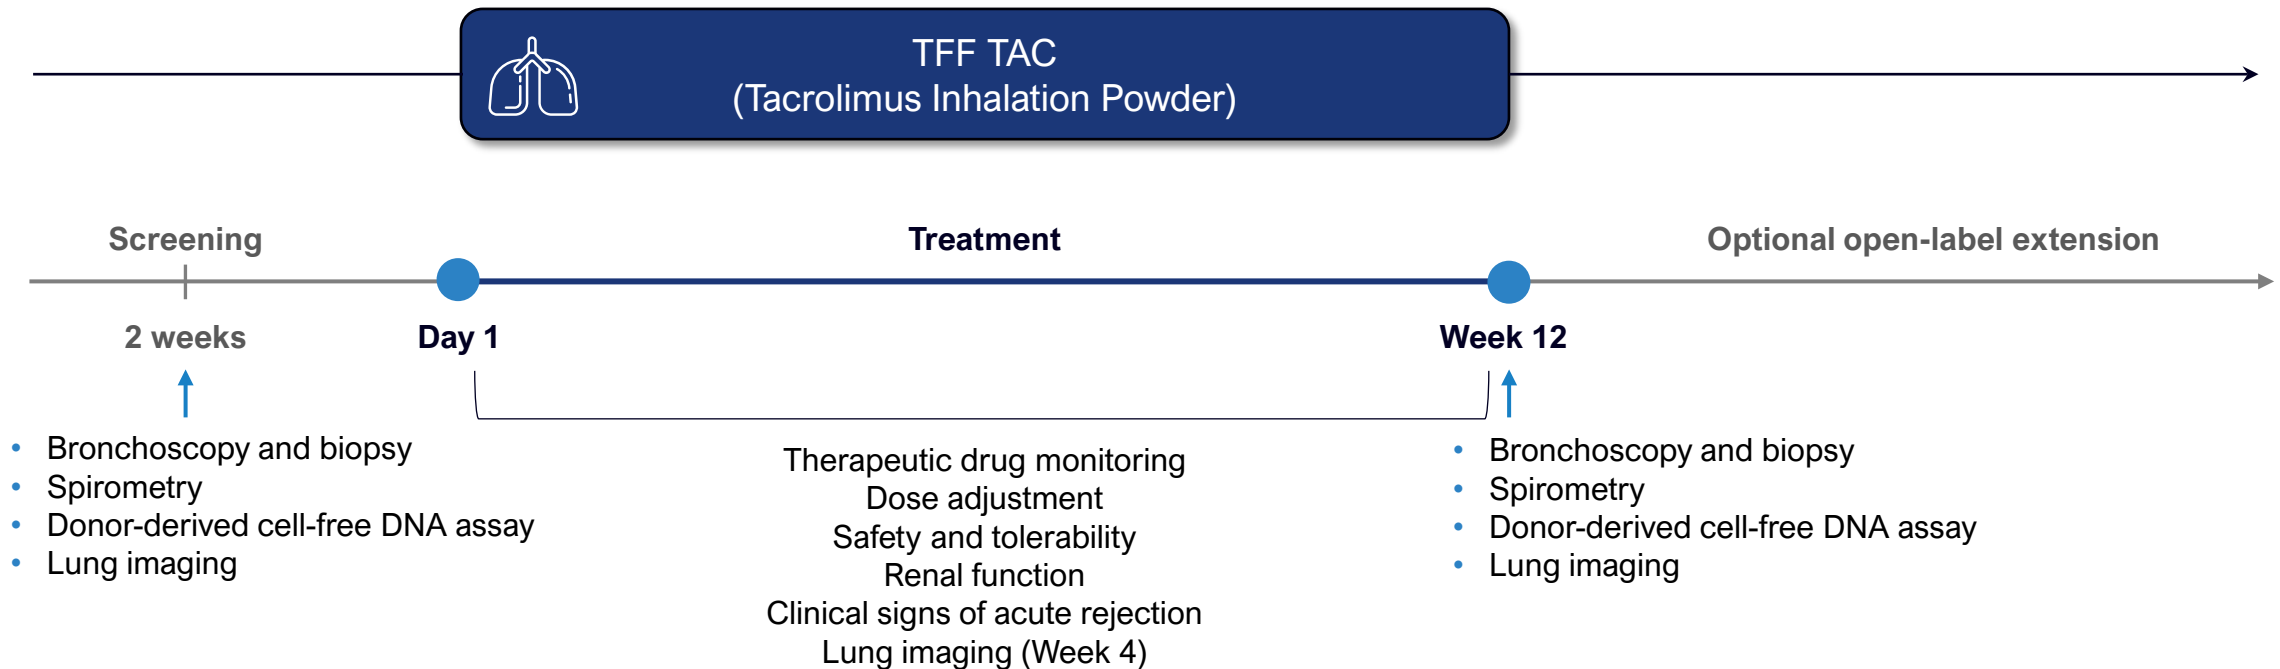 TFF TAC
(Tacrolimus Inhalation Powder)
Screening
Treatment
Optional open-label extension
2 weeks
Day 1
Week 12
• Bronchoscopy and biopsy
• Spirometry
• Donor-derived cell-free DNA assay
• Lung imaging
Therapeutic drug monitoring
Dose adjustment
Safety and tolerability
Renal function
Clinical signs of acute rejection
Lung imaging (Week 4)
• Bronchoscopy and biopsy
• Spirometry
• Donor-derived cell-free DNA assay
• Lung imaging